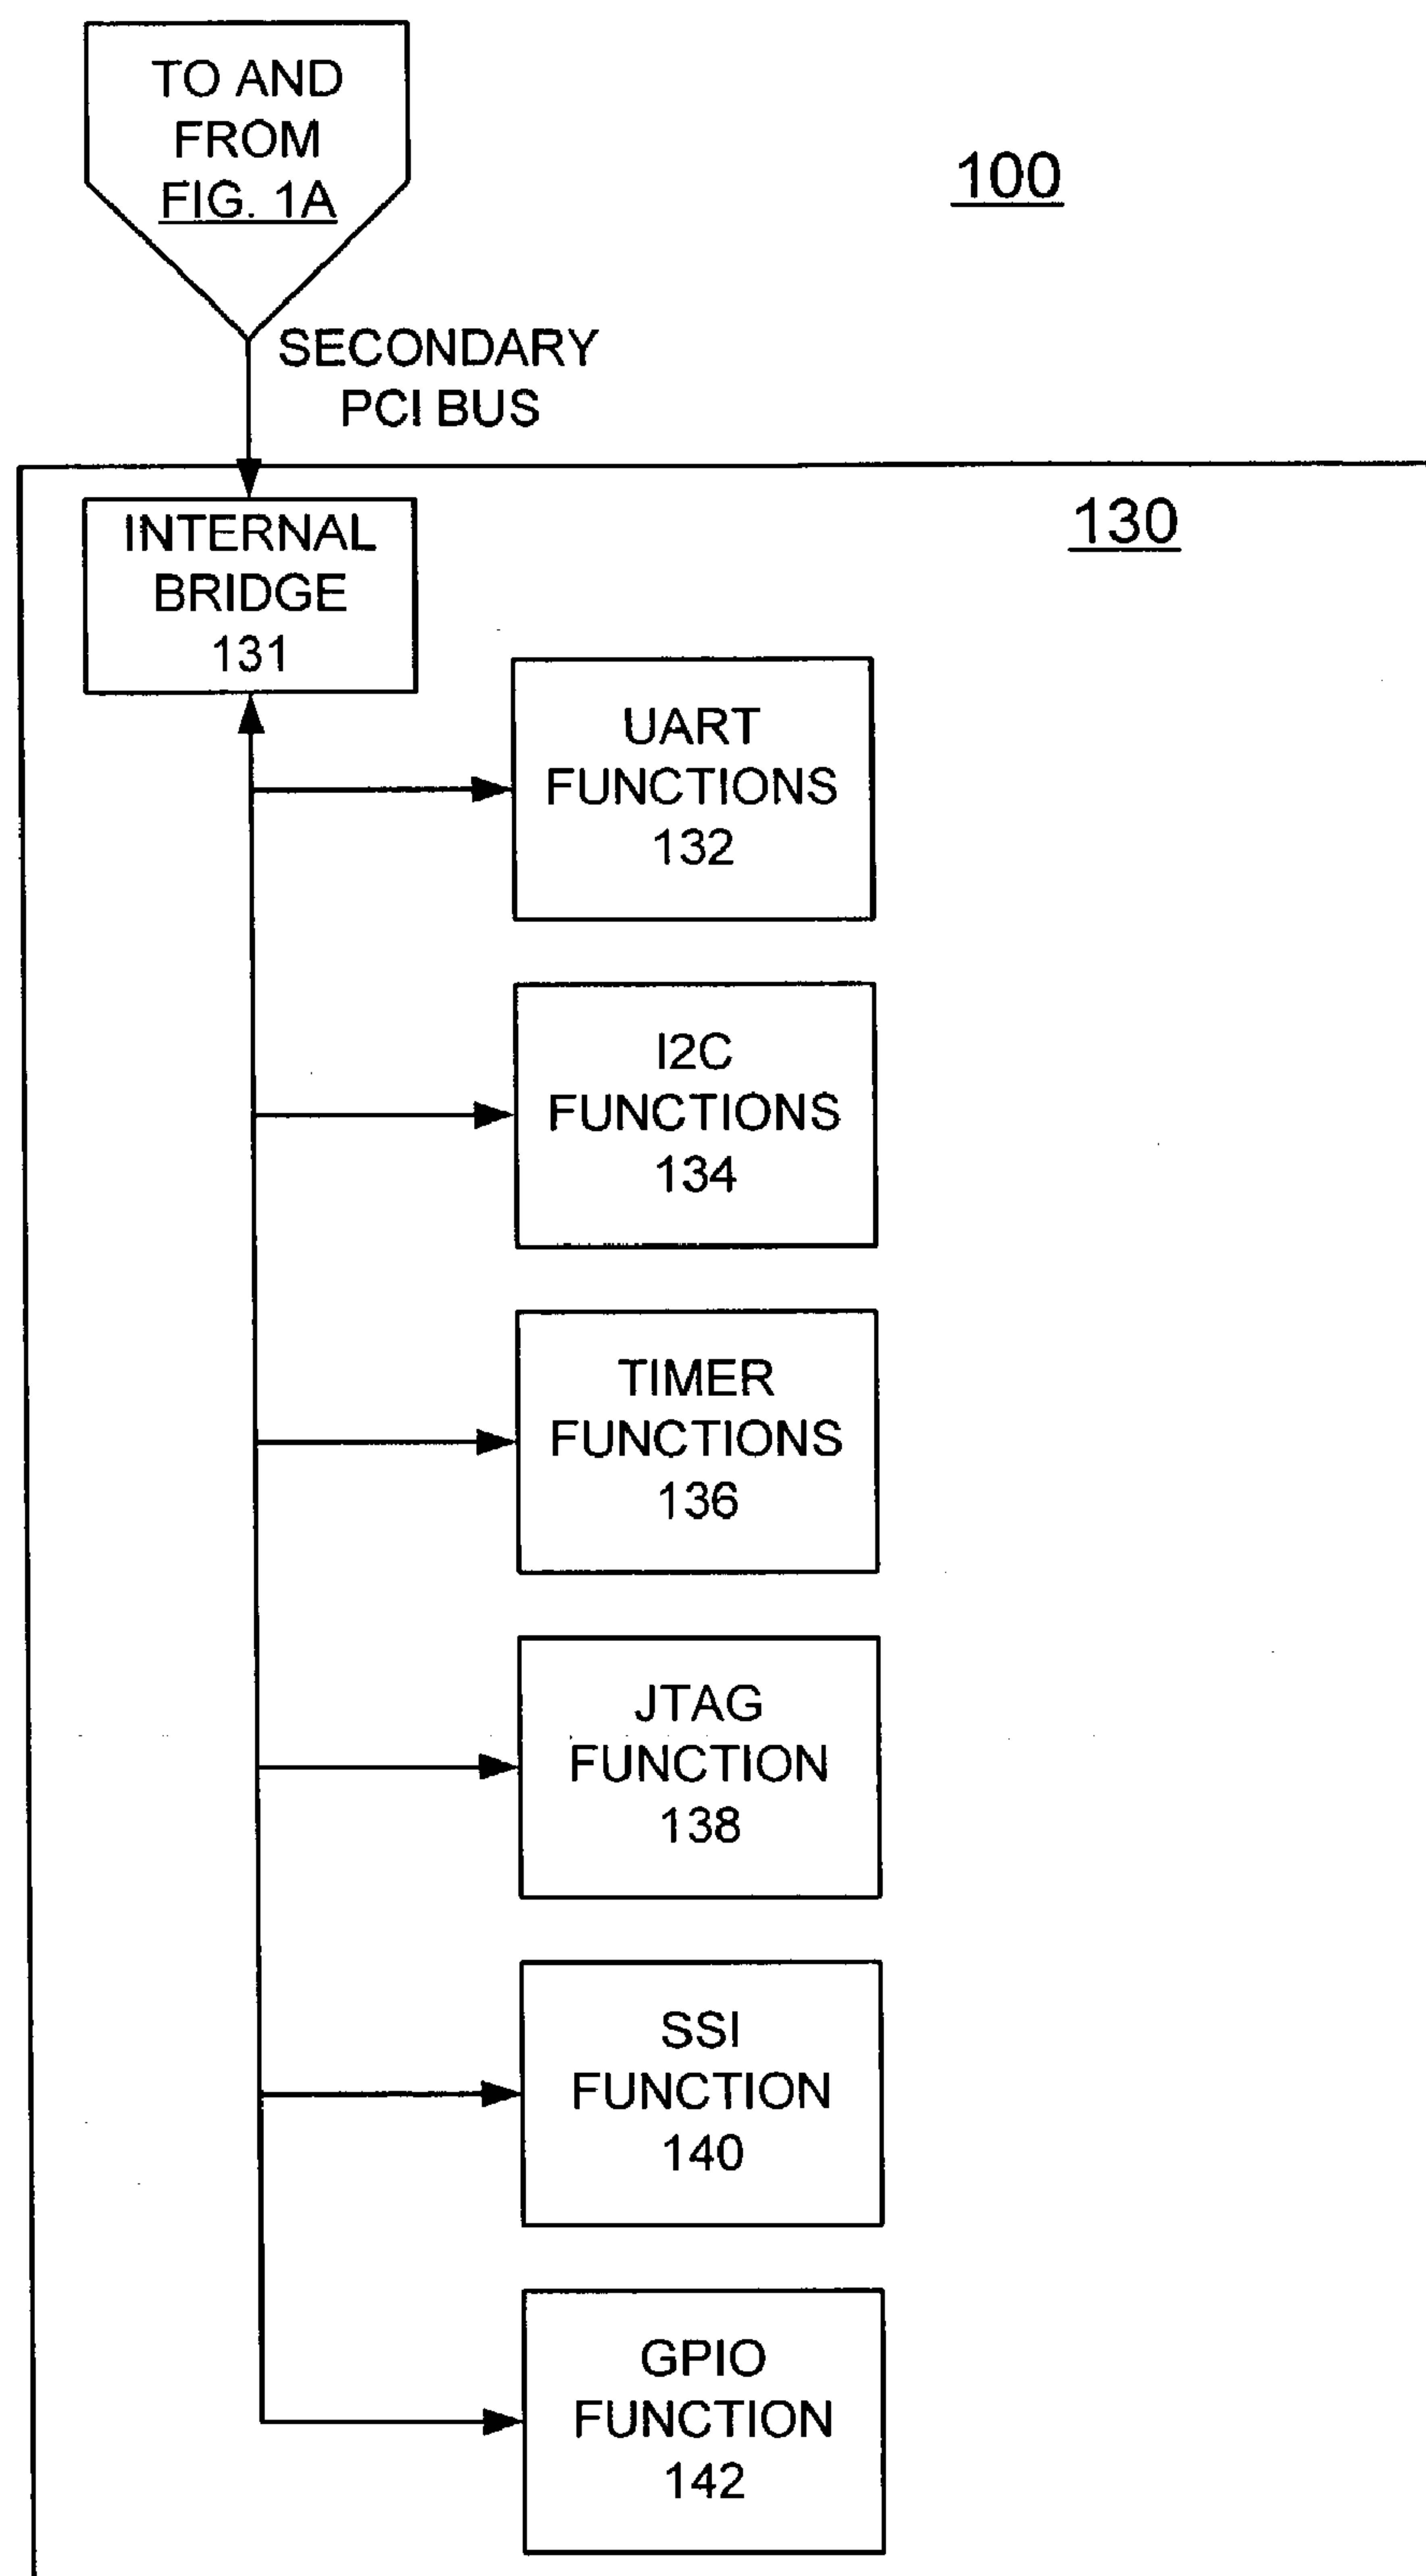 TO AND
FROM
FIG. 1A
100
SECONDARY
PCI BUS
130
INTERNAL
BRIDGE
131
UART
FUNCTIONS
132
I2C
FUNCTIONS
134
TIMER
FUNCTIONS
136
JTAG
FUNCTION
138
SSI
FUNCTION
140
GPIO
FUNCTION
142